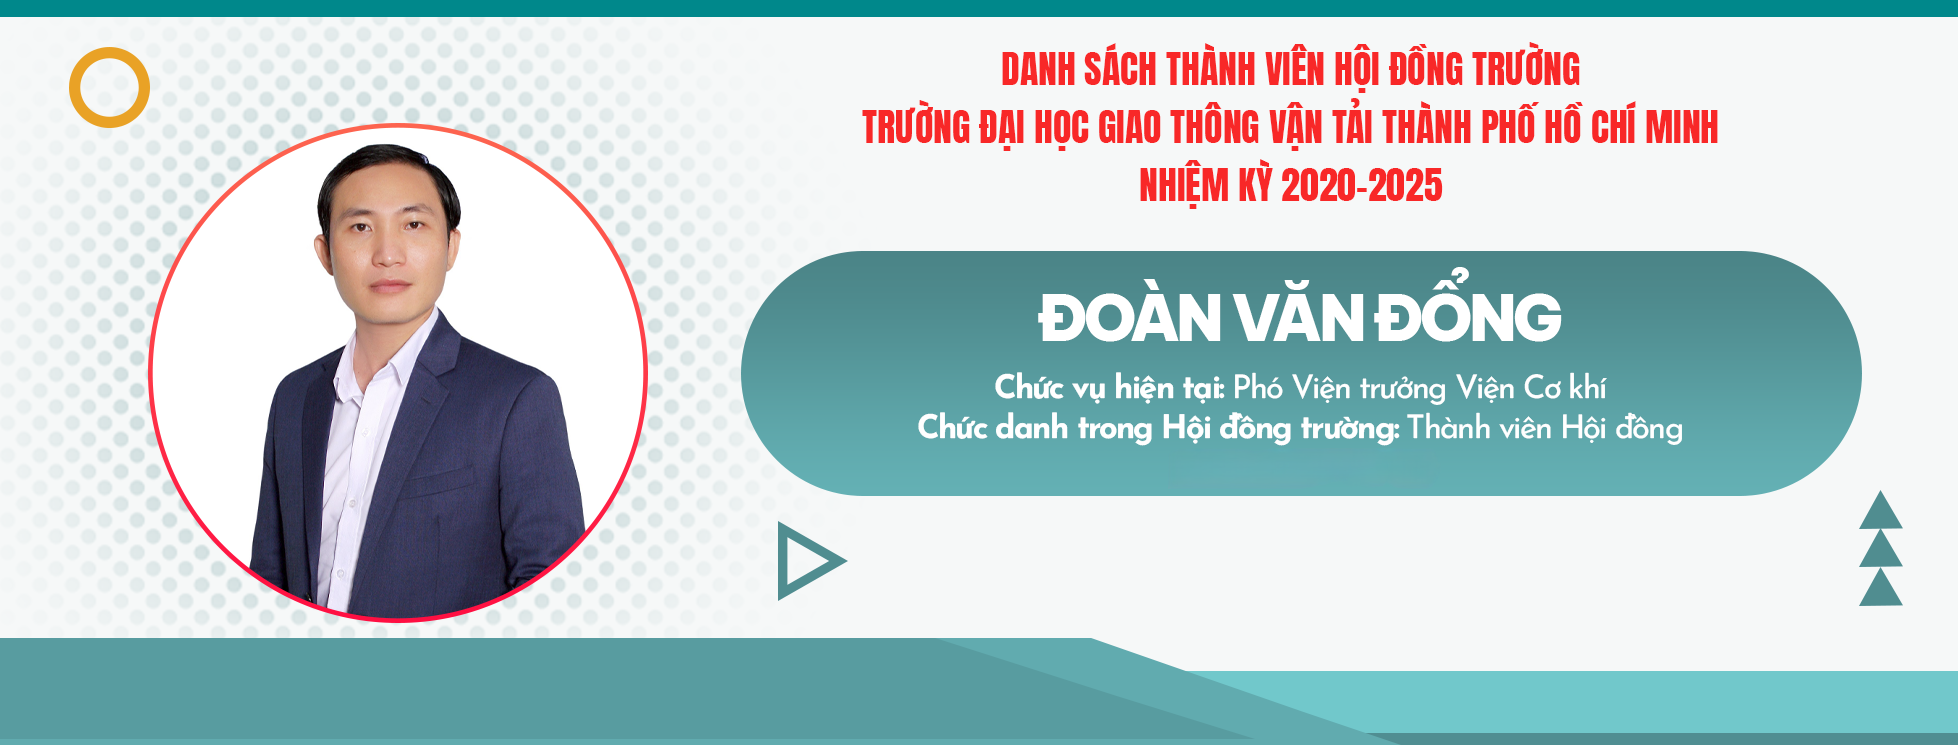 DANH SÁCH THÀNH VIÊN HỘI ĐỒNG TRƯỜNG
TRƯỜNG ĐẠI HỌC GIAO THÔNG VẬN TẢI THÀNH PHỐ HỒ CHÍ MINH
NHIỆM KỲ 2020-2025
ĐOÀN VĂN ĐỔNG
Chức vụ hiện tại: Phó Viện trưởng Viện Cơ khí
Chức danh trong Hội đồng trường: Thành viên Hội đồng